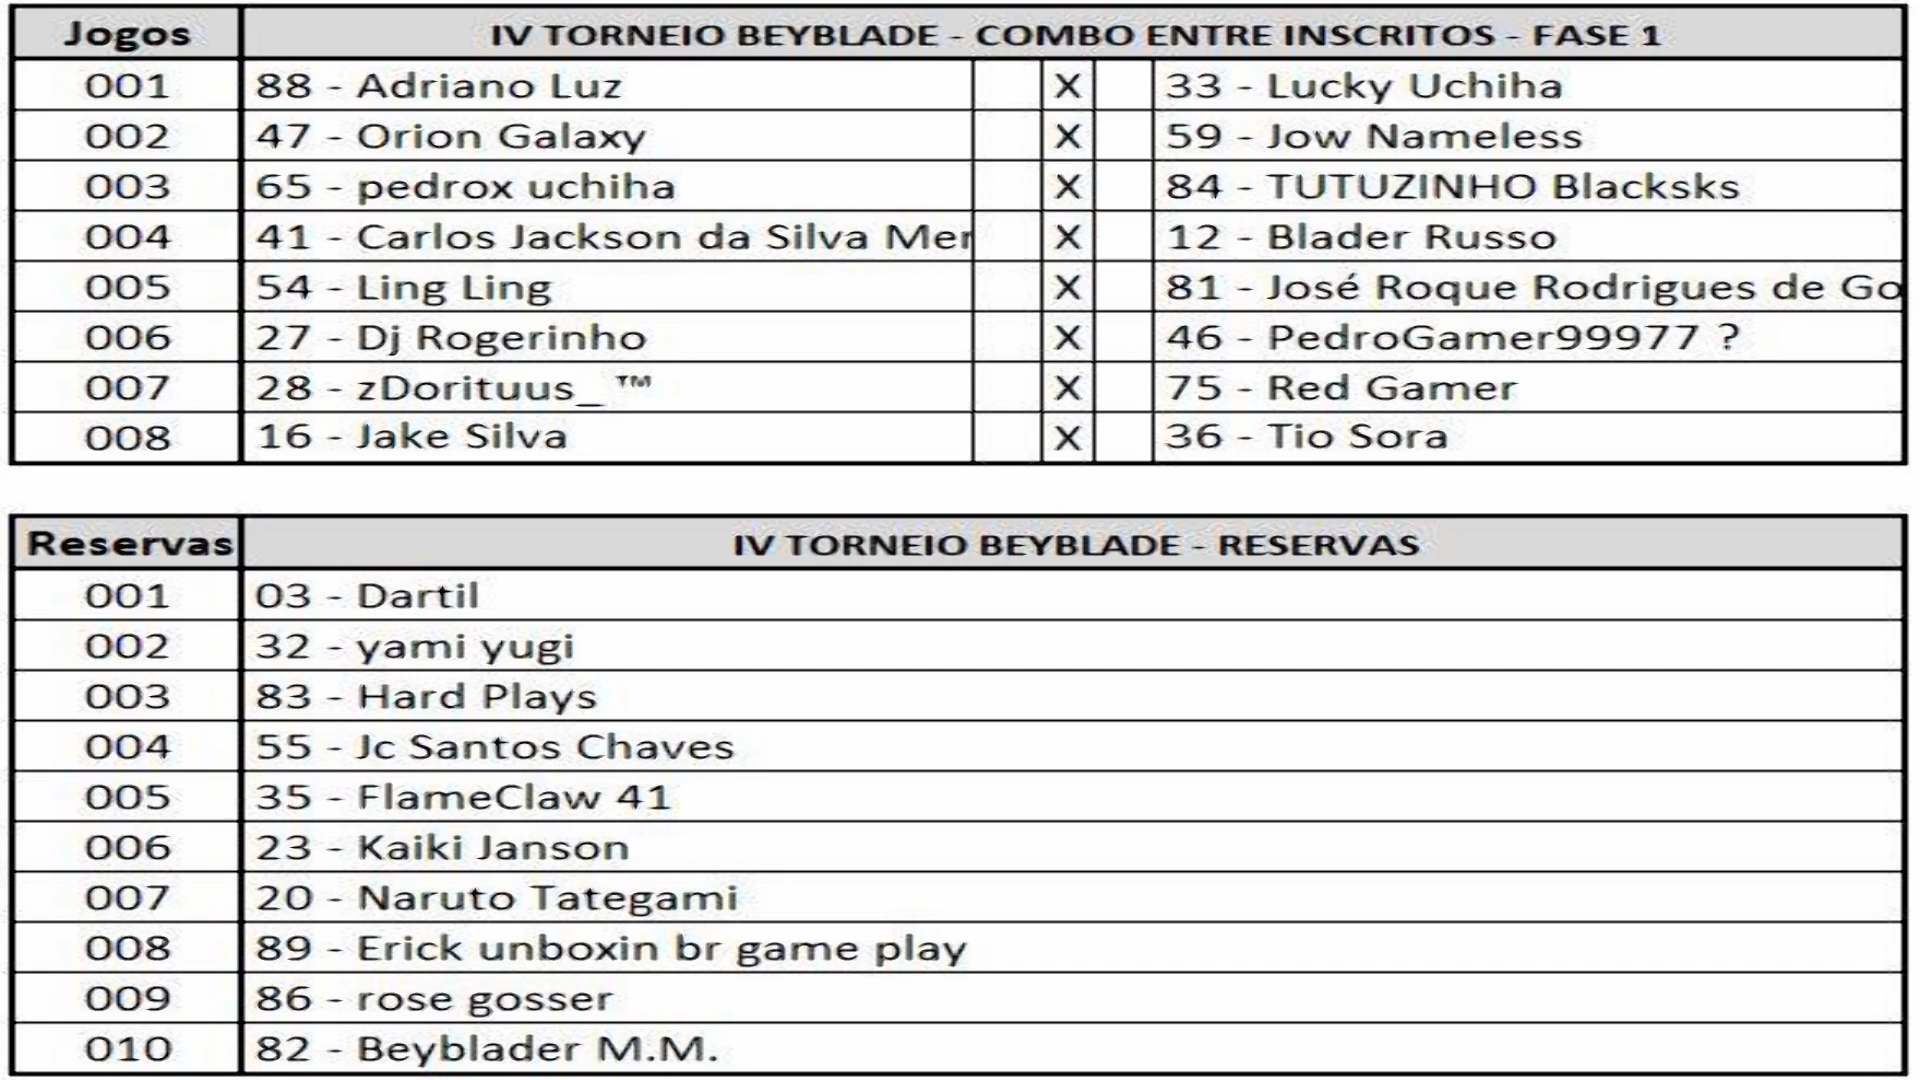 Jogos IV TORNEIO BEYBLADE - COMBO ENTRE INSCRITOS - FASE 1
001 88 - Adriano Luz X 33 - Lucky Uchiha
002 47 - Orion Galaxy X 59 - Jow Nameless
003 65 - pedrox uchiha X 84 - TUTUZINHO Blacksks
004 41 - Carlos Jackson da Silva Mer X 12 - Blader Russo
005 54 - Ling Ling X 81 - José Roque Rodrigues de Go
006 27 - Dj Rogerinho X 46 - PedroGamer99977 ?
007 28 - zDorituus_ ™ X 75 - Red Gamer
008 16 - Jake Silva X 36 - Tio Sora
Reservas IV TORNEIO BEYBLADE - RESERVAS
001 03 - Dartil
002 32 - yami yugi
003 83 - Hard Plays
004 55 - Jc Santos Chaves
005 35 - FlameClaw 41
006 23 - Kaiki Janson
007 20 - Naruto Tategami
008 89 - Erick unboxin br game play
009 86 - rose gosser
010 82 - Beyblader M.M.